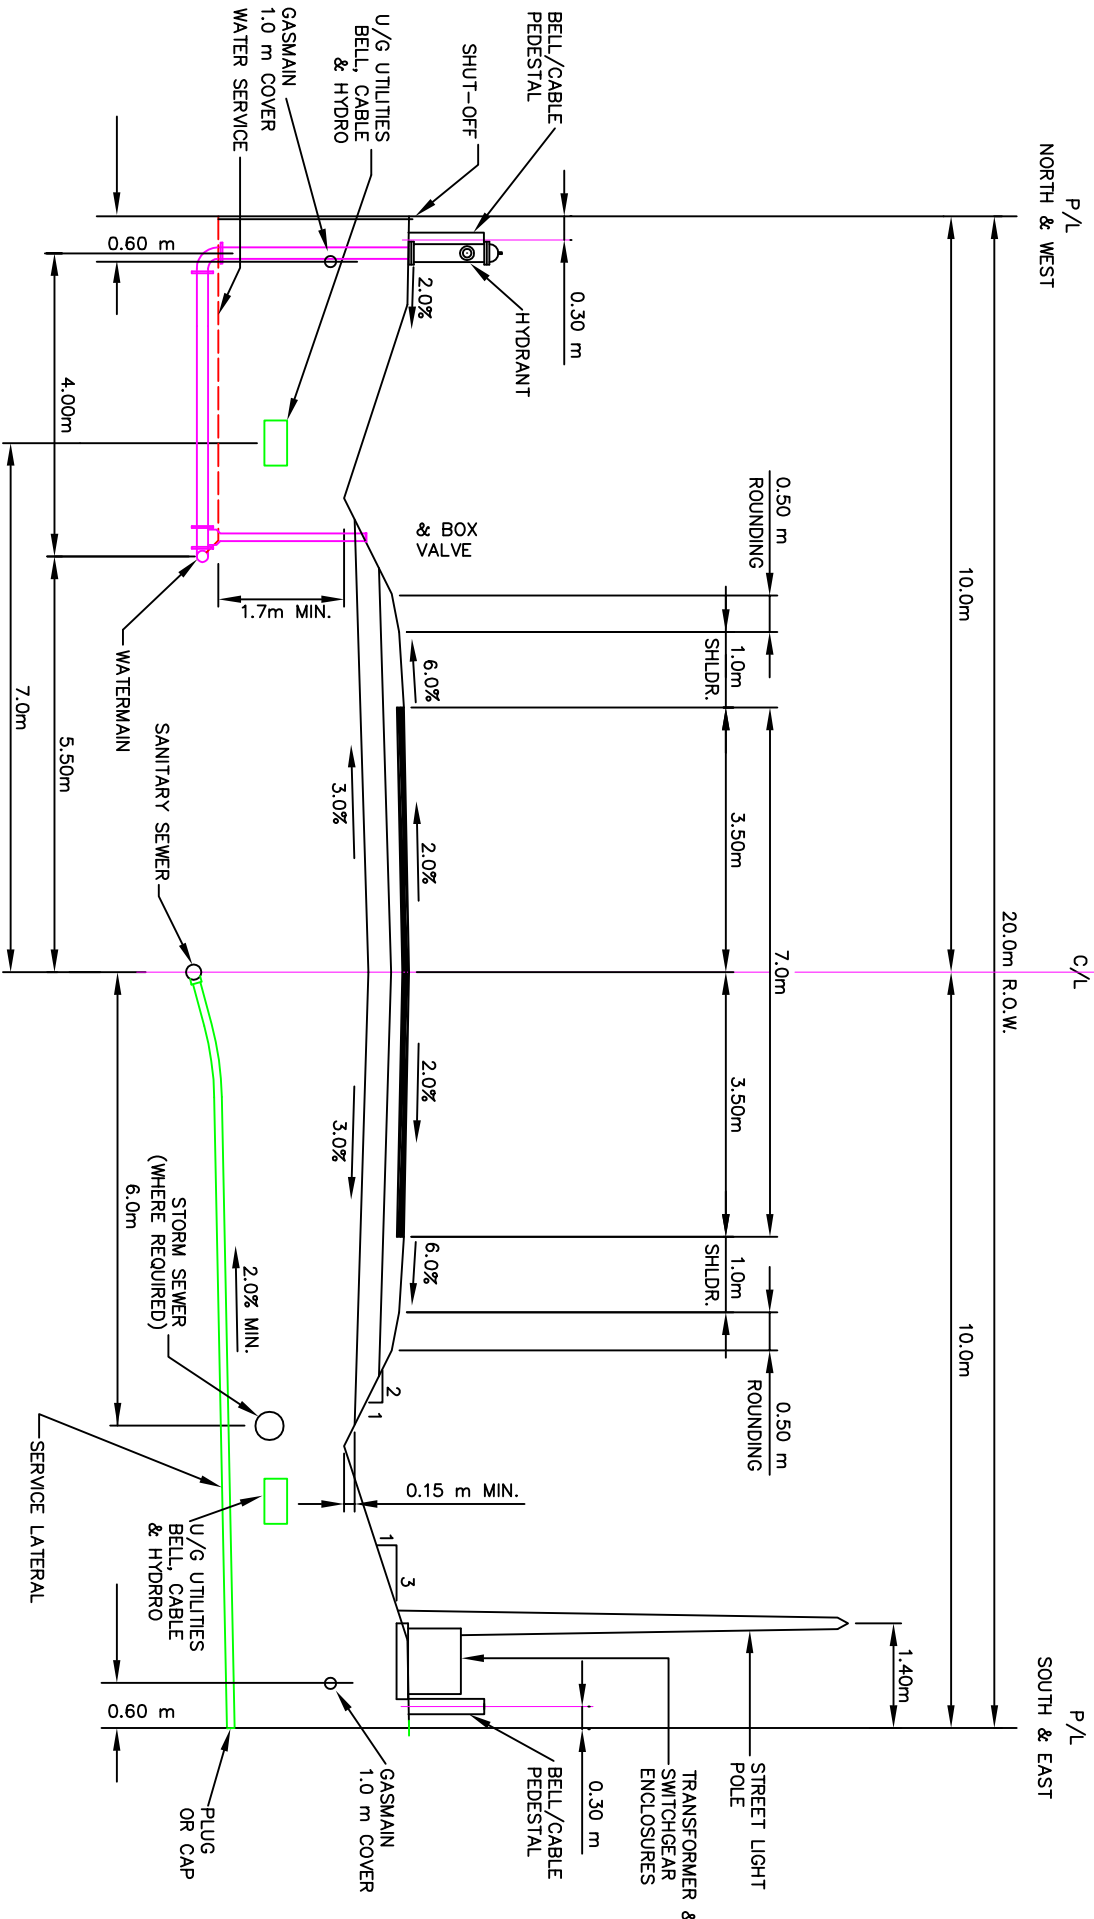 P/L
NORTH & WEST
C/L
P/L
SOUTH & EAST
20.0m R.O.W.
10.0m
10.0m
7.0m
0.50 m
ROUNDING
0.50 m
ROUNDING
1.0m
SHLDR.
3.50m
3.50m
1.0m
SHLDR.
1.40m
BELL/CABLE
PEDESTAL
0.30 m
SHUT-OFF
HYDRANT
U/G UTILITIES
BELL, CABLE
& HYDRO
GASMAIN
1.0 m COVER
WATER SERVICE
2.0%
& BOX
VALVE
6.0%
2.0%
2.0%
6.0%
3.0%
3.0%
2
1
1
3
0.15 m MIN.
STREET LIGHT
POLE
TRANSFORMER &
SWITCHGEAR
ENCLOSURES
0.30 m
BELL/CABLE
PEDESTAL
GASMAIN
1.0 m COVER
PLUG
OR CAP
0.60 m
1.7m MIN.
2.0% MIN.
0.60 m
WATERMAIN
SANITARY SEWER
STORM SEWER
(WHERE REQUIRED)
U/G UTILITIES
BELL, CABLE
& HYDRRO
SERVICE LATERAL
4.00m
5.50m
6.0m
7.0m